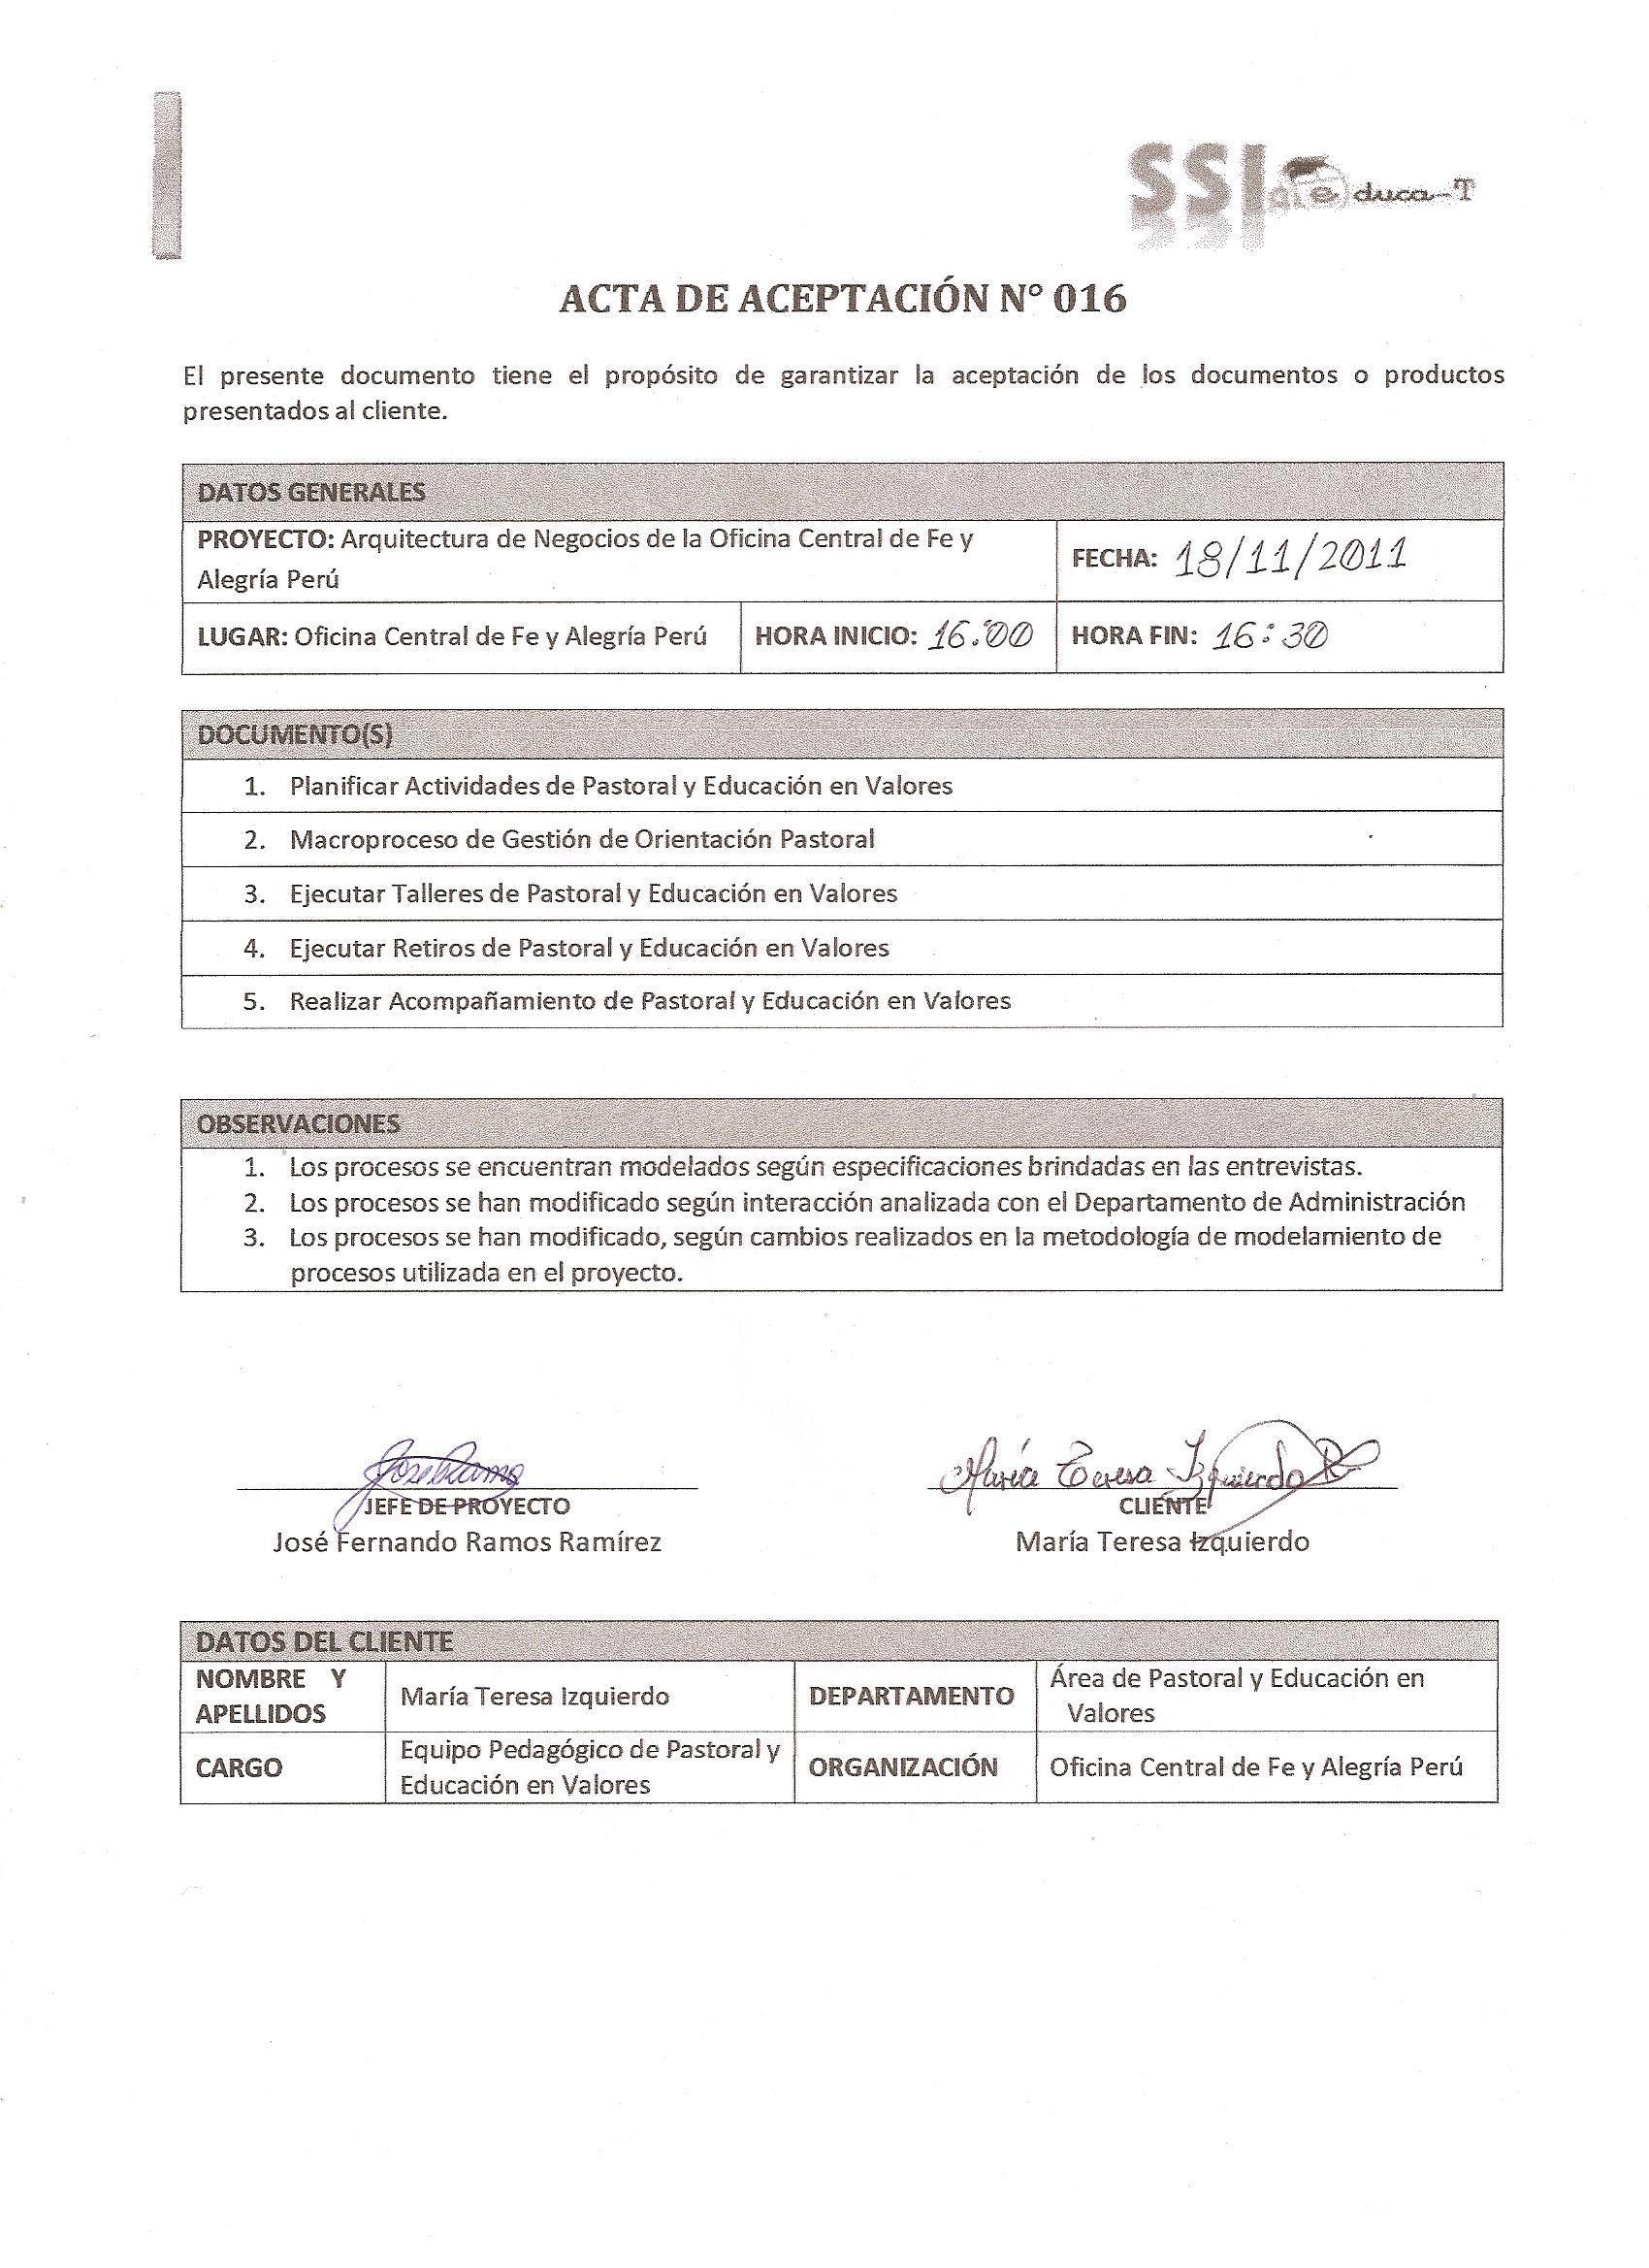 SSI educa-T
ACTA DE ACEPTACIÓN N° 016
El presente documento tiene el propósito de garantizar la aceptación de los documentos o productos
presentados al cliente.
DATOS GENERALES
PROYECTO: Arquitectura de Negocios de la Oficina Central de Fe y
Alegría Perú
FECHA: 18/11/2011
LUGAR: Oficina Central de Fe y Alegría Perú
HORA INICIO: 16:00
HORA FIN: 16:30
DOCUMENTO(S)
1. Planificar Actividades de Pastoral y Educación en Valores
2. Macroproceso de Gestión de Orientación Pastoral
3. Ejecutar Talleres de Pastoral y Educación en Valores
4. Ejecutar Retiros de Pastoral y Educación en Valores
5. Realizar Acompañamiento de Pastoral y Educación en Valores
OBSERVACIONES
1. Los procesos se encuentran modelados según especificaciones brindadas en las entrevistas.
2. Los procesos se han modificado según interacción analizada con el Departamento de Administración
3. Los procesos se han modificado, según cambios realizados en la metodología de modelamiento de
procesos utilizada en el proyecto.
José Ramos
María Teresa Izquierdo R
JEFE DE PROYECTO
CLIENTE
José Fernando Ramos Ramírez
María Teresa Izquierdo
DATOS DEL CLIENTE
NOMBRE Y
APELLIDOS
María Teresa Izquierdo
DEPARTAMENTO
Área de Pastoral y Educación en
Valores
CARGO
Equipo Pedagógico de Pastoral y
Educación en Valores
ORGANIZACIÓN
Oficina Central de Fe y Alegría Perú